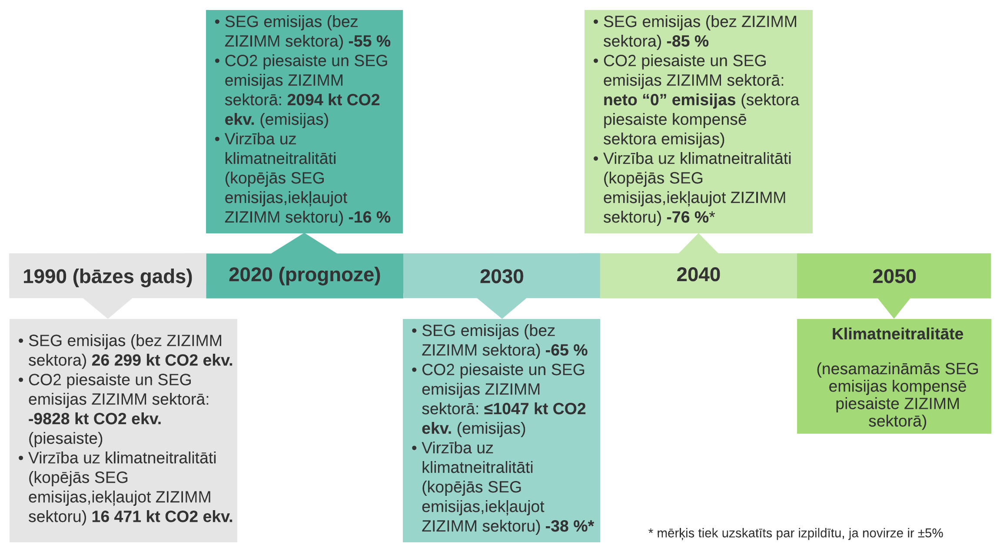 • SEG emisijas (bez
ZIZIMM sektora) -55 %
• CO2 piesaiste un SEG
emisijas ZIZIMM
sektorā: 2094 kt CO2
ekv. (emisijas)
• Virzība uz
klimatneitralitāti
(kopējās SEG
emisijas,iekļaujot
ZIZIMM sektoru) -16 %
• SEG emisijas (bez ZIZIMM
sektora) -85 %
• CO2 piesaiste un SEG
emisijas ZIZIMM sektorā:
neto “0” emisijas (sektora
piesaiste kompensē
sektora emisijas)
• Virzība uz klimatneitralitāti
(kopējās SEG
emisijas,iekļaujot ZIZIMM
sektoru) -76 %*
1990 (bāzes gads)
2020 (prognoze)
2030
2040
2050
• SEG emisijas (bez ZIZIMM
sektora) 26 299 kt CO2 ekv.
• CO2 piesaiste un SEG
emisijas ZIZIMM sektorā:
-9828 kt CO2 ekv.
(piesaiste)
• Virzība uz klimatneitralitāti
(kopējās SEG
emisijas,iekļaujot ZIZIMM
sektoru) 16 471 kt CO2 ekv.
• SEG emisijas (bez
ZIZIMM sektora) -65 %
• CO2 piesaiste un SEG
emisijas ZIZIMM
sektorā: ≤1047 kt CO2
ekv. (emisijas)
• Virzība uz
klimatneitralitāti
(kopējās SEG
emisijas,iekļaujot
ZIZIMM sektoru) -38 %*
Klimatneitralitāte
(nesamazināmās SEG
emisijas kompensē
piesaiste ZIZIMM
sektorā)
* mērķis tiek uzskatīts par izpildītu, ja novirze ir ±5%